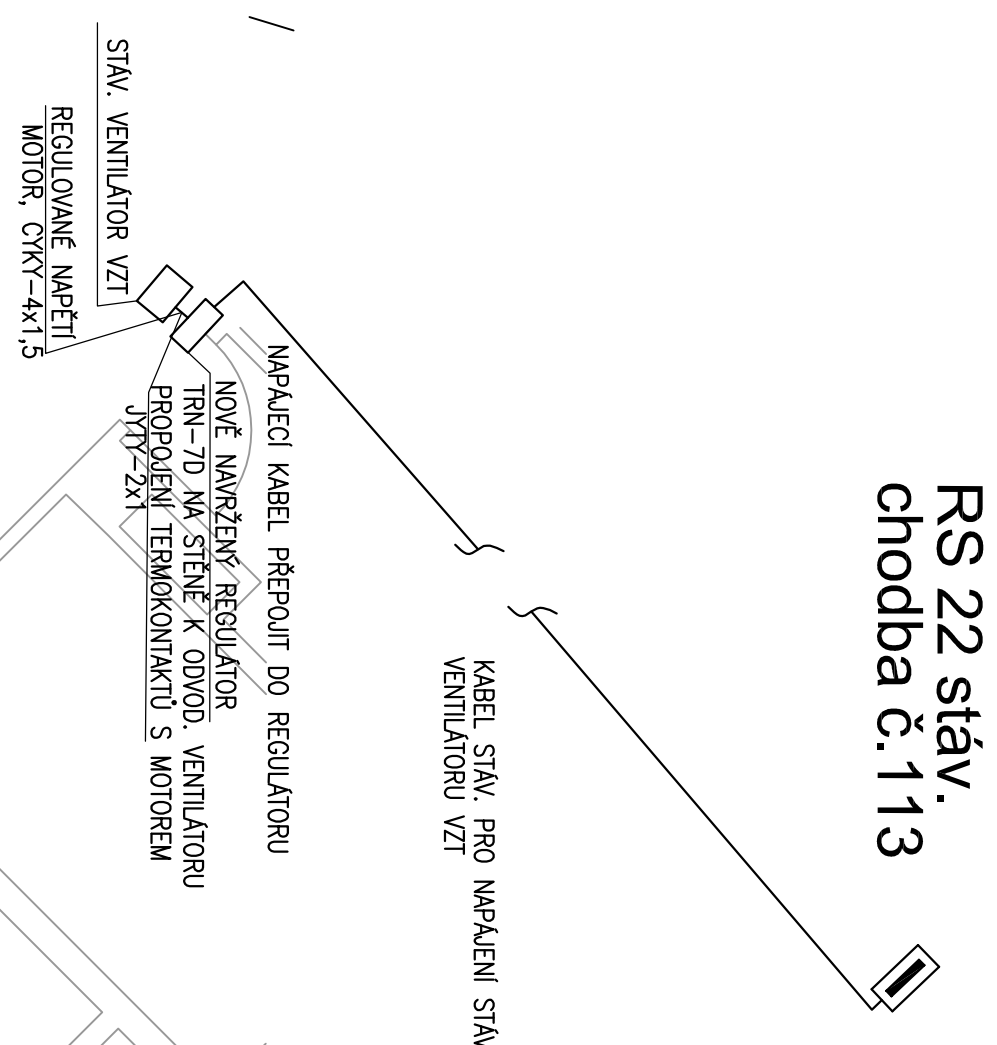 RS 22 stáv.
chodba č.113
KABEL STÁV. PRO NAPÁJENÍ STÁV
VENTILÁTORU VZT
NAPÁJECÍ KABEL PŘEPOJIT DO REGULÁTORU
NOVĚ NAVRŽENÝ REGULÁTOR
TRN-7D NA STĚNĚ K ODVOD. VENTILÁTORU
PROPOJENÍ TERMOKONTAKTŮ S MOTOREM
JYTY-2x1
STÁV. VENTILÁTOR VZT
REGULOVANÉ NAPĚTÍ
MOTOR, CYKY-4x1,5